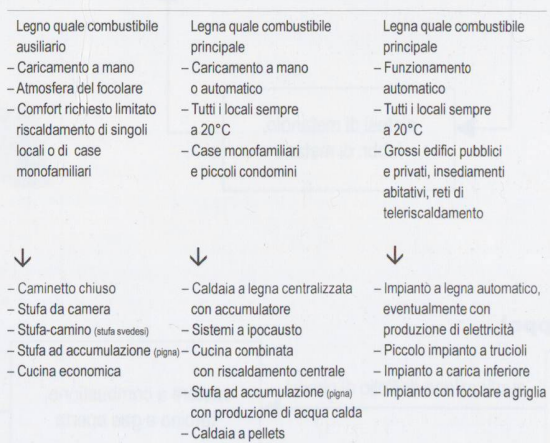 Legno quale combustibile
ausiliario
– Caricamento a mano
– Atmosfera del focolare
– Comfort richiesto limitato
riscaldamento di singoli
locali o di case
monofamiliari
↓
– Caminetto chiuso
– Stufa da camera
– Stufa-camino (stufa svedesi)
– Stufa ad accumulazione (pigna)
– Cucina economica
Legna quale combustibile
principale
– Caricamento a mano
o automatico
– Tutti i locali sempre
a 20°C
– Case monofamiliari
e piccoli condomini
↓
– Caldaia a legna centralizzata
con accumulatore
– Sistemi a ipocausto
– Cucina combinata
con riscaldamento centrale
– Stufa ad accumulazione (pigna)
con produzione di acqua calda
– Caldaia a pellets
Legna quale combustibile
principale
– Funzionamento
automatico
– Tutti i locali sempre
a 20°C
– Grossi edifici pubblici
e privati, insediamenti
abitativi, reti di
teleriscaldamento
↓
– Impianto a legna automatico,
eventualmente con
produzione di elettricità
– Piccolo impianto a trucioli
– Impianto a carica inferiore
– Impianto con focolare a griglia